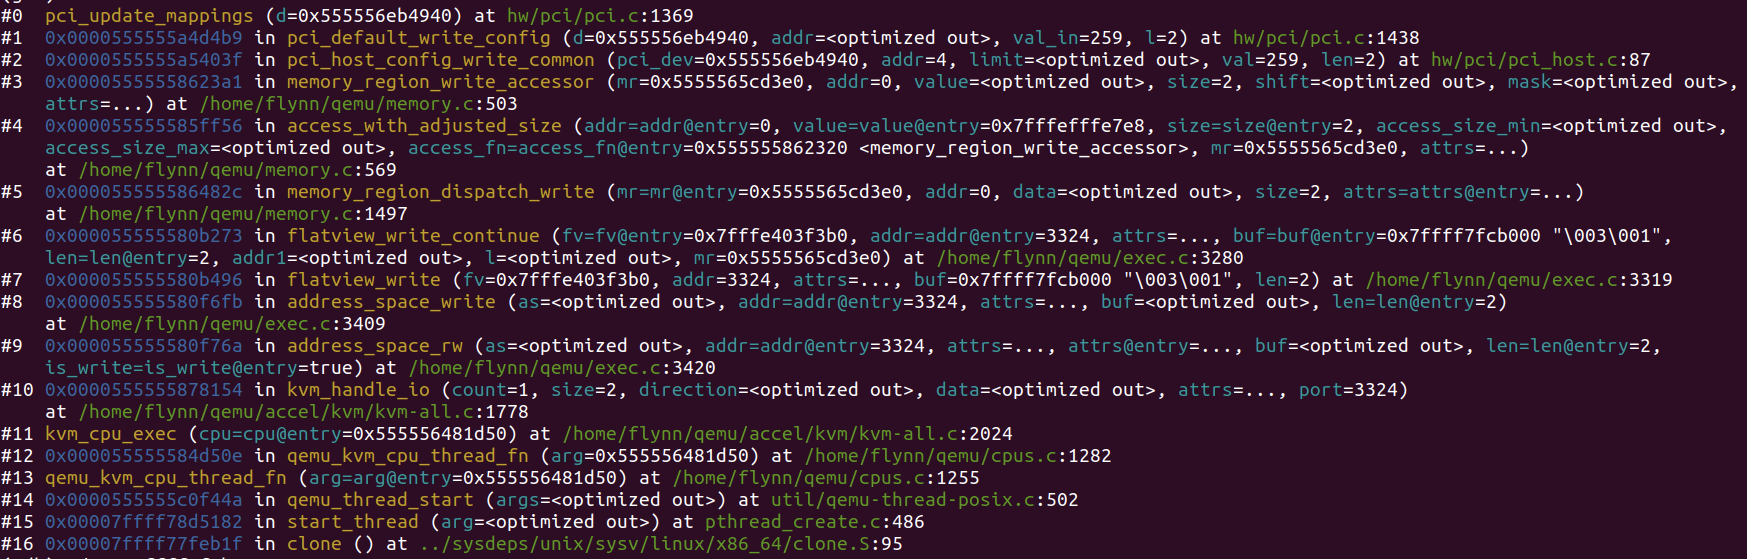 #0  pci_update_mappings (d=0x555556eb4940) at hw/pci/pci.c:1369
#1  0x0000555555a4d4b9 in pci_default_write_config (d=0x555556eb4940, addr=<optimized out>, val_in=259, l=2) at hw/pci/pci.c:1438
#2  0x0000555555a5403f in pci_host_config_write_common (pci_dev=0x555556eb4940, addr=4, limit=<optimized out>, val=259, len=2) at hw/pci/pci_host.c:87
#3  0x00005555558623a1 in memory_region_write_accessor (mr=0x5555565cd3e0, addr=0, value=<optimized out>, size=2, shift=<optimized out>, mask=<optimized out>,
attrs=...) at /home/flynn/qemu/memory.c:503
#4  0x000055555585ff56 in access_with_adjusted_size (addr=addr@entry=0, value=value@entry=0x7fffefffe7e8, size=size@entry=2, access_size_min=<optimized out>,
access_size_max=<optimized out>, access_fn=access_fn@entry=0x555555862320 <memory_region_write_accessor>, mr=0x5555565cd3e0, attrs=...)
at /home/flynn/qemu/memory.c:569
#5  0x000055555586482c in memory_region_dispatch_write (mr=mr@entry=0x5555565cd3e0, addr=0, data=<optimized out>, size=2, attrs=attrs@entry=...)
at /home/flynn/qemu/memory.c:1497
#6  0x000055555580b273 in flatview_write_continue (fv=fv@entry=0x7fffe403f3b0, addr=addr@entry=3324, attrs=..., buf=buf@entry=0x7ffff7fcb000 "\003\001",
len=len@entry=2, addr1=<optimized out>, l=<optimized out>, mr=0x5555565cd3e0) at /home/flynn/qemu/exec.c:3280
#7  0x000055555580b496 in flatview_write (fv=0x7fffe403f3b0, addr=3324, attrs=..., buf=0x7ffff7fcb000 "\003\001", len=2) at /home/flynn/qemu/exec.c:3319
#8  0x000055555580f6fb in address_space_write (as=<optimized out>, addr=addr@entry=3324, attrs=..., buf=<optimized out>, len=len@entry=2)
at /home/flynn/qemu/exec.c:3409
#9  0x000055555580f76a in address_space_rw (as=<optimized out>, addr=addr@entry=3324, attrs=..., attrs@entry=..., buf=<optimized out>, len=len@entry=2,
is_write=is_write@entry=true) at /home/flynn/qemu/exec.c:3420
#10 0x0000555555878154 in kvm_handle_io (count=1, size=2, direction=<optimized out>, data=<optimized out>, attrs=..., port=3324)
at /home/flynn/qemu/accel/kvm/kvm-all.c:1778
#11 kvm_cpu_exec (cpu=cpu@entry=0x555556481d50) at /home/flynn/qemu/accel/kvm/kvm-all.c:2024
#12 0x000055555584d50e in qemu_kvm_cpu_thread_fn (arg=0x555556481d50) at /home/flynn/qemu/cpus.c:1282
#13 qemu_kvm_cpu_thread_fn (arg=arg@entry=0x555556481d50) at /home/flynn/qemu/cpus.c:1255
#14 0x0000555555c0f44a in qemu_thread_start (args=<optimized out>) at util/qemu-thread-posix.c:502
#15 0x00007ffff78d5182 in start_thread (arg=<optimized out>) at pthread_create.c:486
#16 0x00007ffff77feb1f in clone () at ../sysdeps/unix/sysv/linux/x86_64/clone.S:95